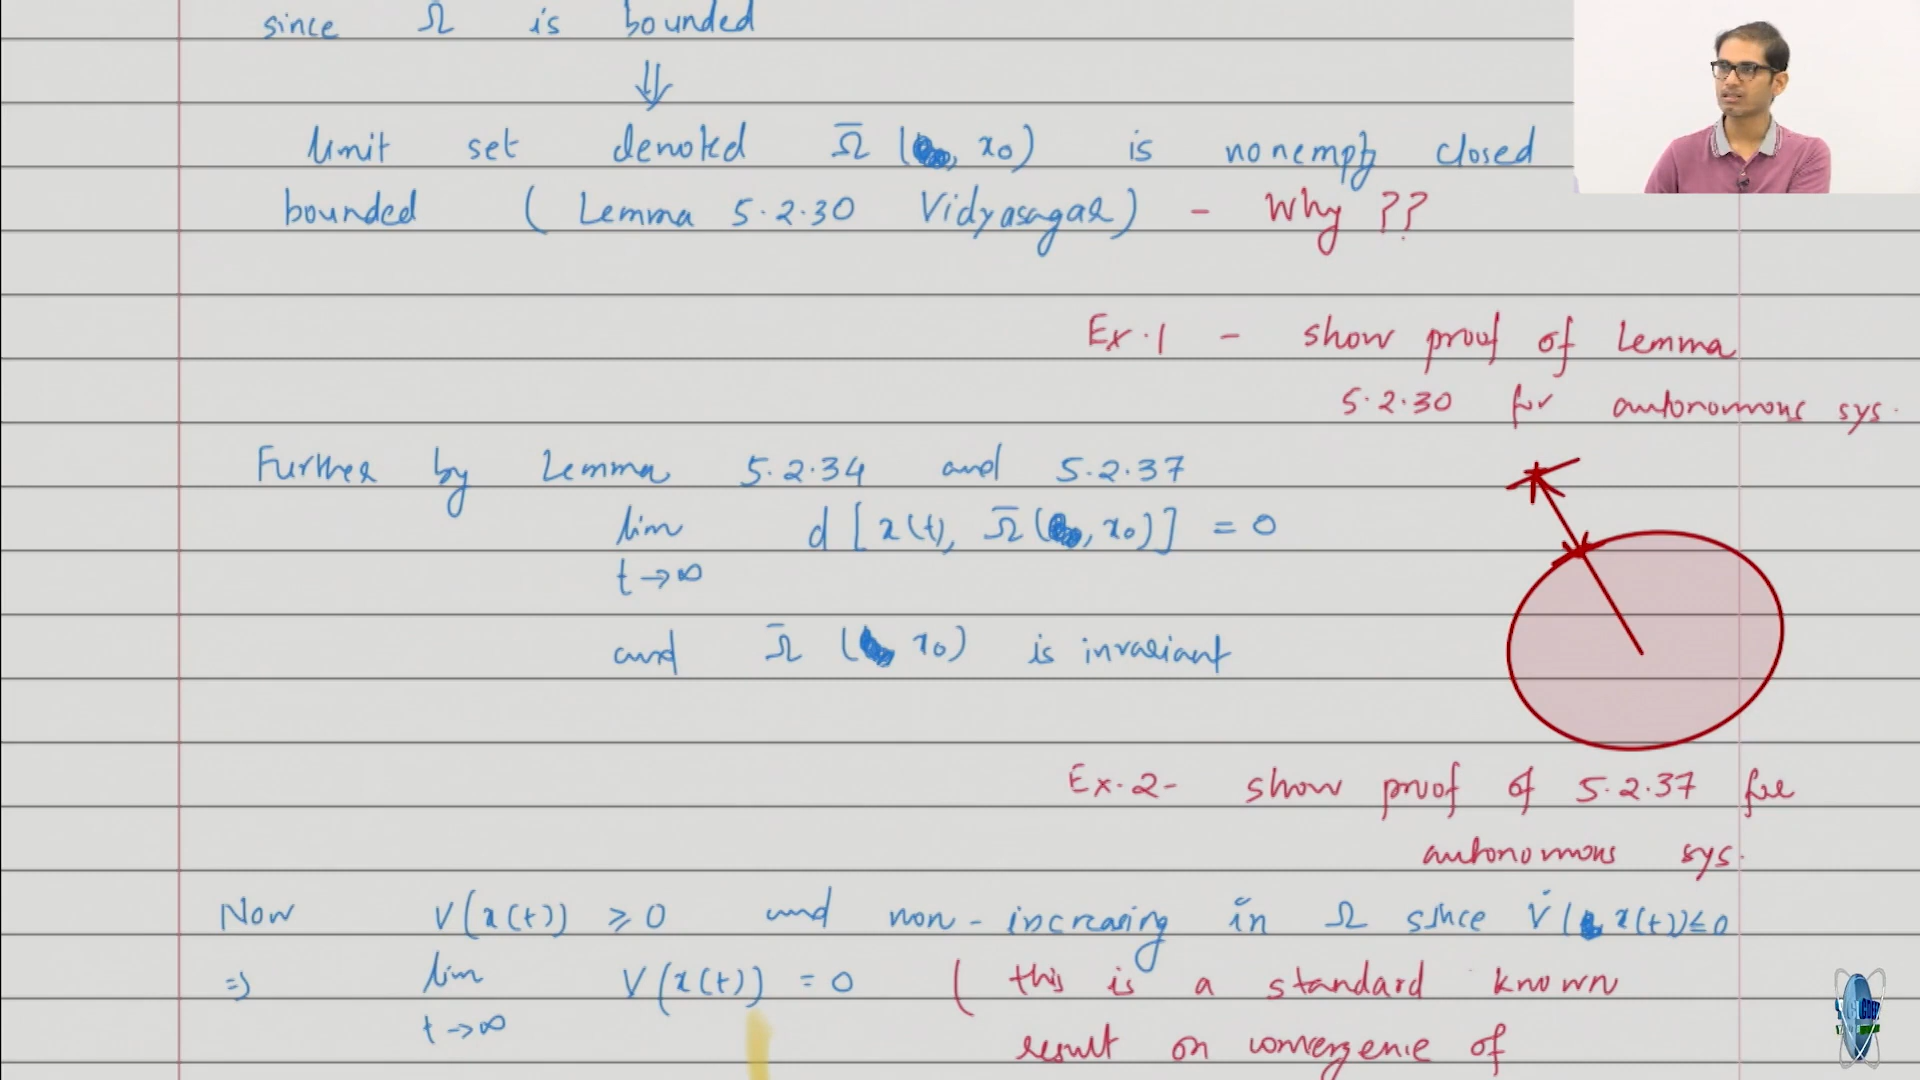 since Ω is bounded
⇓
limit set denoted Ω̄ ( , x₀) is nonempty closed
bounded ( Lemma 5.2.30 Vidyasagar) - Why ??
Ex.1 - show proof of Lemma
5.2.30 for autonomous sys.
Further by Lemma 5.2.34 and 5.2.37
lim d [x(t), Ω̄ ( , x₀)] = 0
t→∞
and Ω̄ ( x₀) is invariant
Ex.2- show proof of 5.2.37 for
autonomous sys.
Now V(x(t)) ≥ 0 and non-increasing in Ω since V̇ ( x(t)) ≤ 0
⇒ lim V(x(t)) = 0 ( this is a standard known
t→∞
result on convergence of